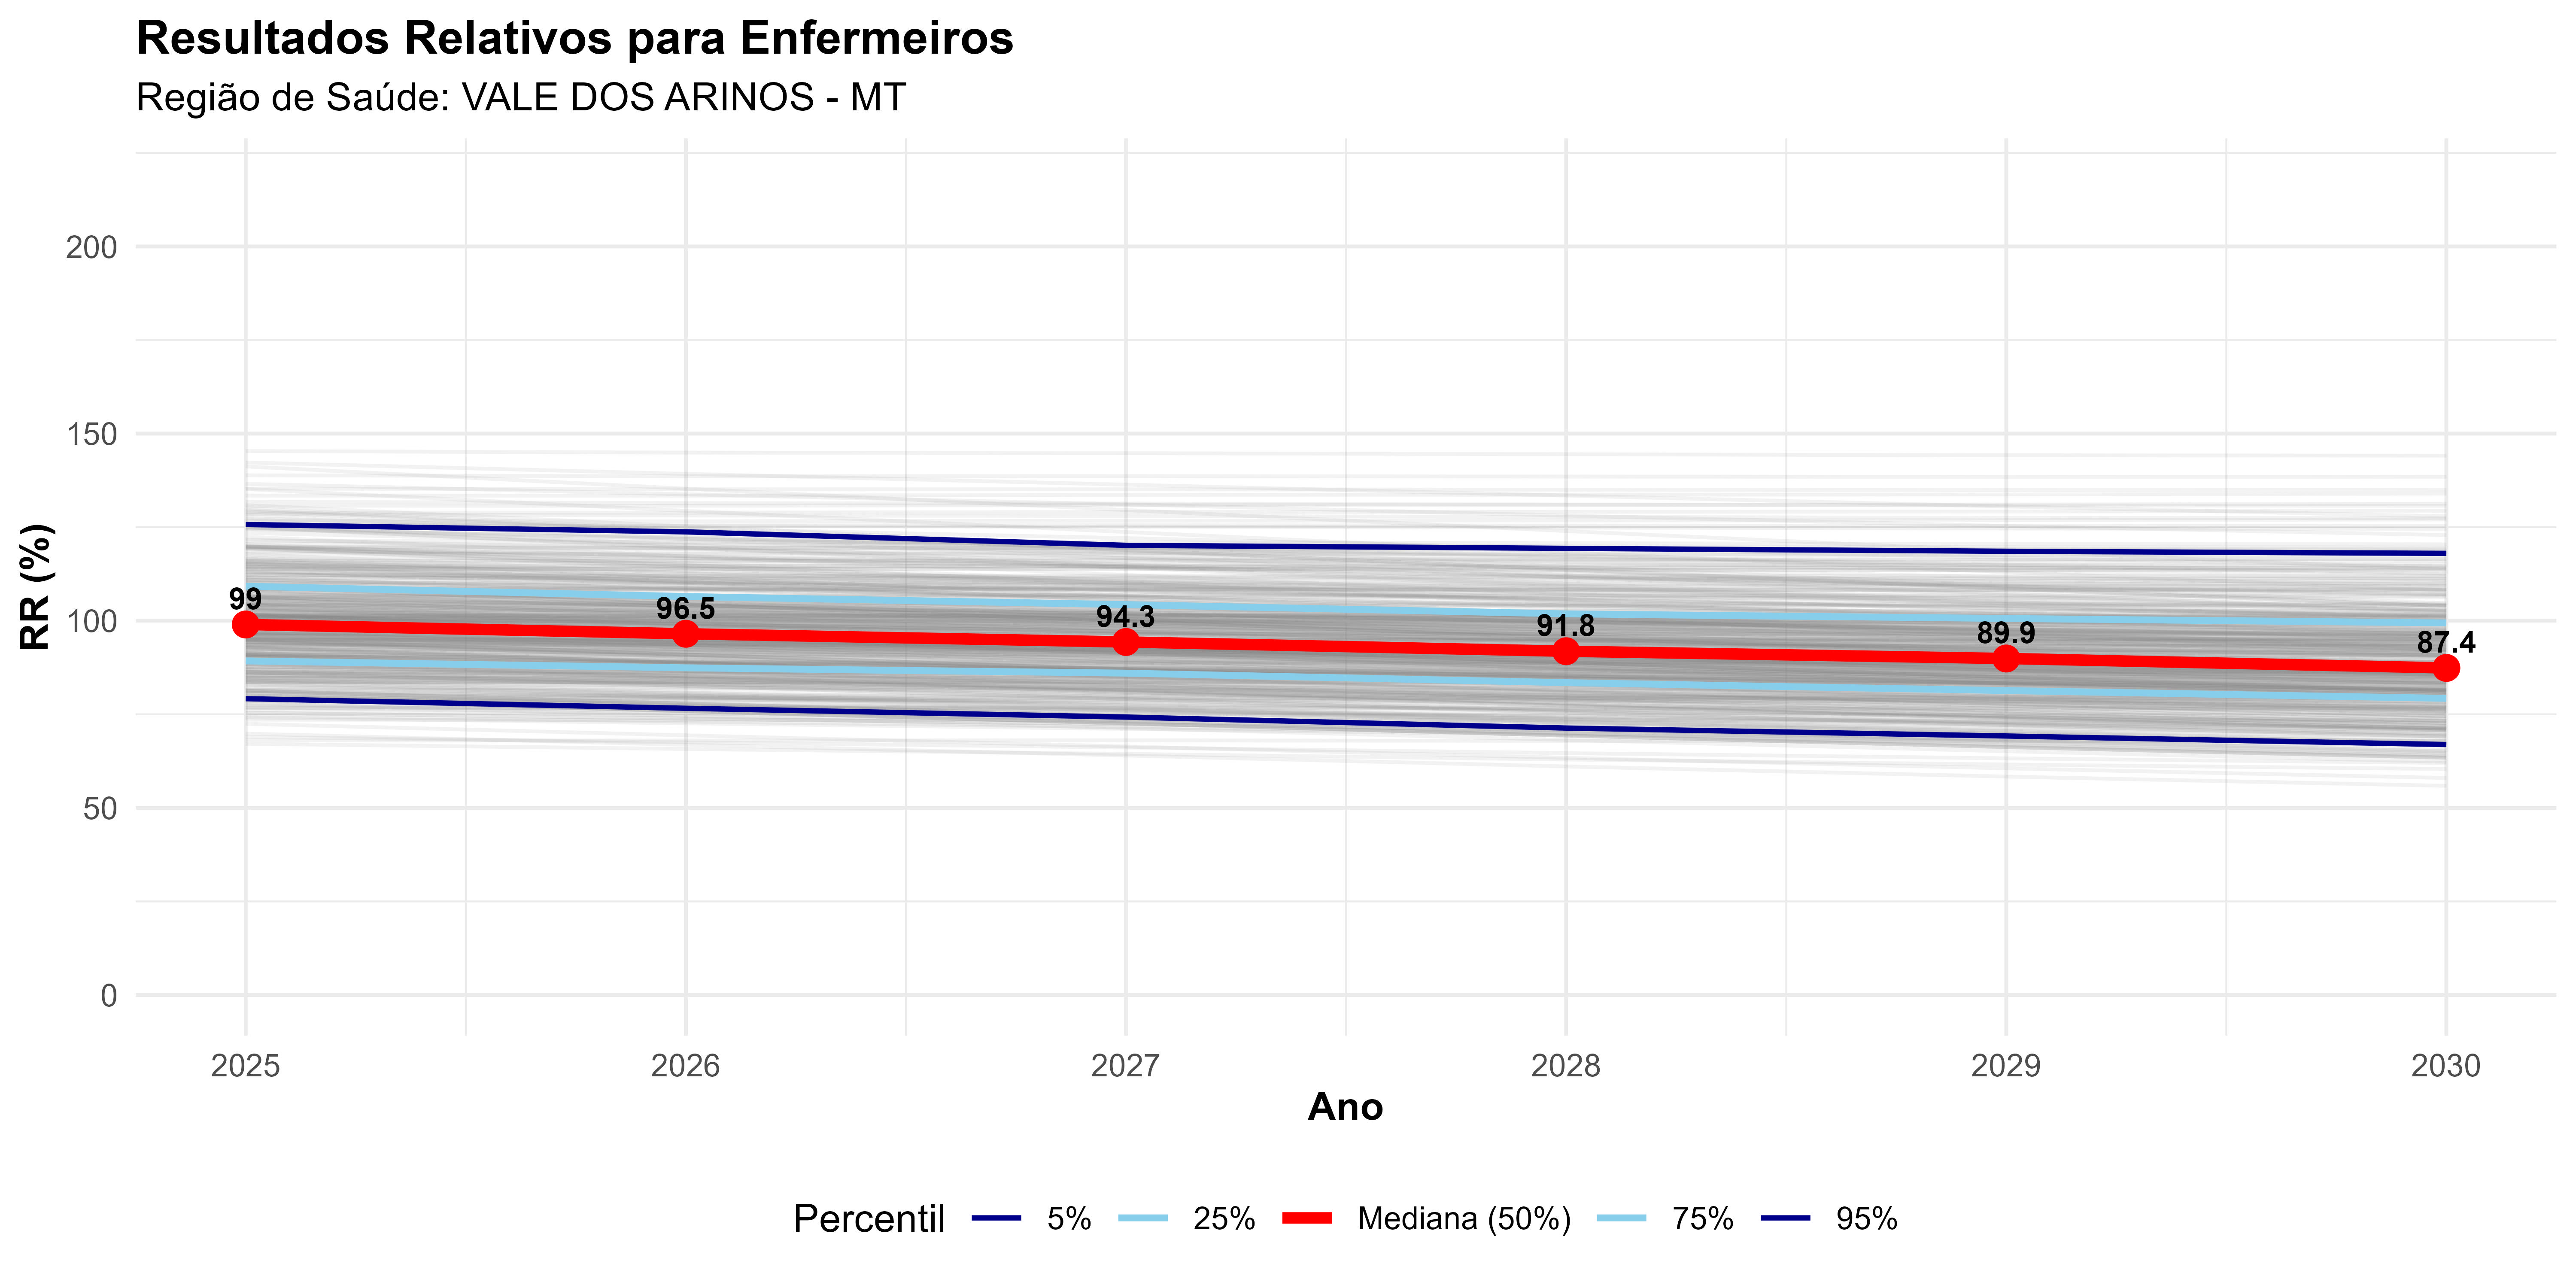 Resultados Relativos para Enfermeiros
Região de Saúde: VALE DOS ARINOS - MT
RR (%)
200
150
100
50
0
99
96.5
94.3
91.8
89.9
87.4
2025 2026 2027 2028 2029 2030
Ano
Percentil 5% 25% Mediana (50%) 75% 95%